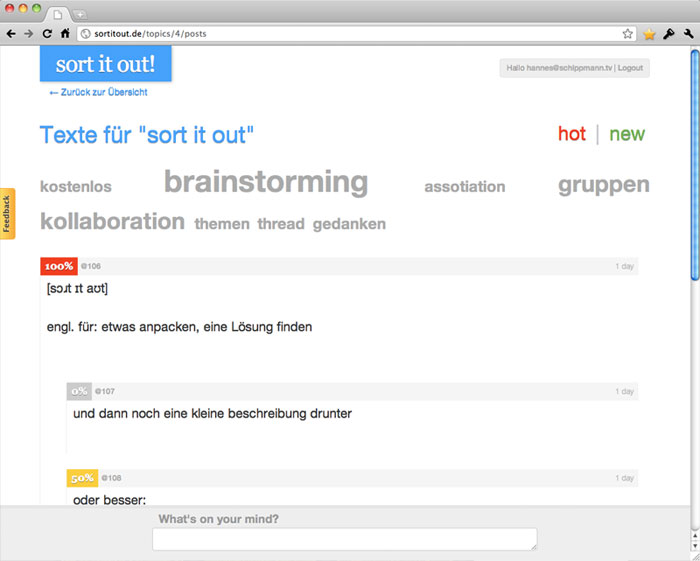 sortitout.de/topics/4/posts
sort it out!
Hallo hannes@schippmann.tv | Logout
← Zurück zur Übersicht
Texte für "sort it out"
hot | new
kostenlos brainstorming assotiation gruppen
kollaboration themen thread gedanken
Feedback
100% @106 1 day
[sɔɹt ɪt aʊt]
engl. für: etwas anpacken, eine Lösung finden
0% @107 1 day
und dann noch eine kleine beschreibung drunter
50% @108 1 day
oder besser:
What's on your mind?